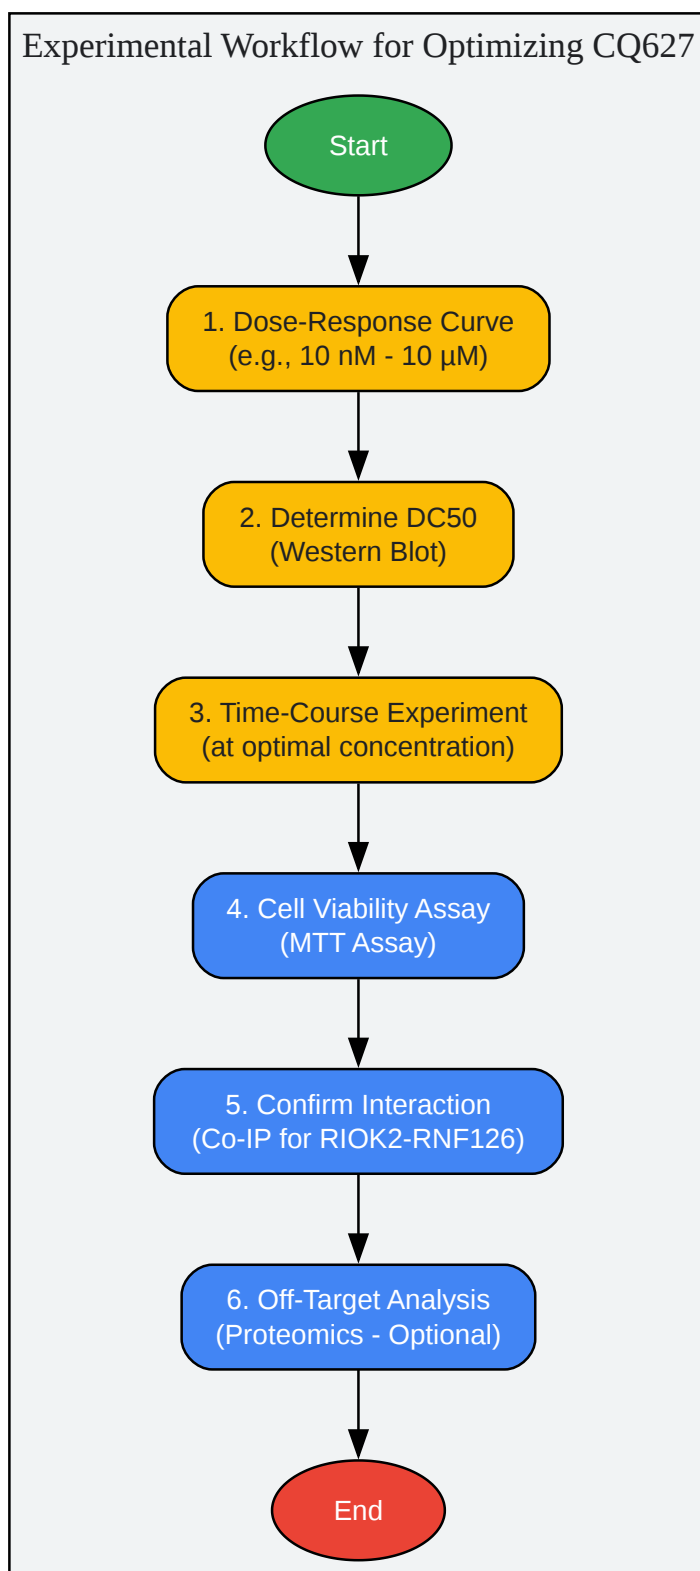 Experimental Workflow for Optimizing CQ627
Start
1. Dose-Response Curve
(e.g., 10 nM - 10 µM)
2. Determine DC50
(Western Blot)
3. Time-Course Experiment
(at optimal concentration)
4. Cell Viability Assay
(MTT Assay)
5. Confirm Interaction
(Co-IP for RIOK2-RNF126)
6. Off-Target Analysis
(Proteomics - Optional)
End